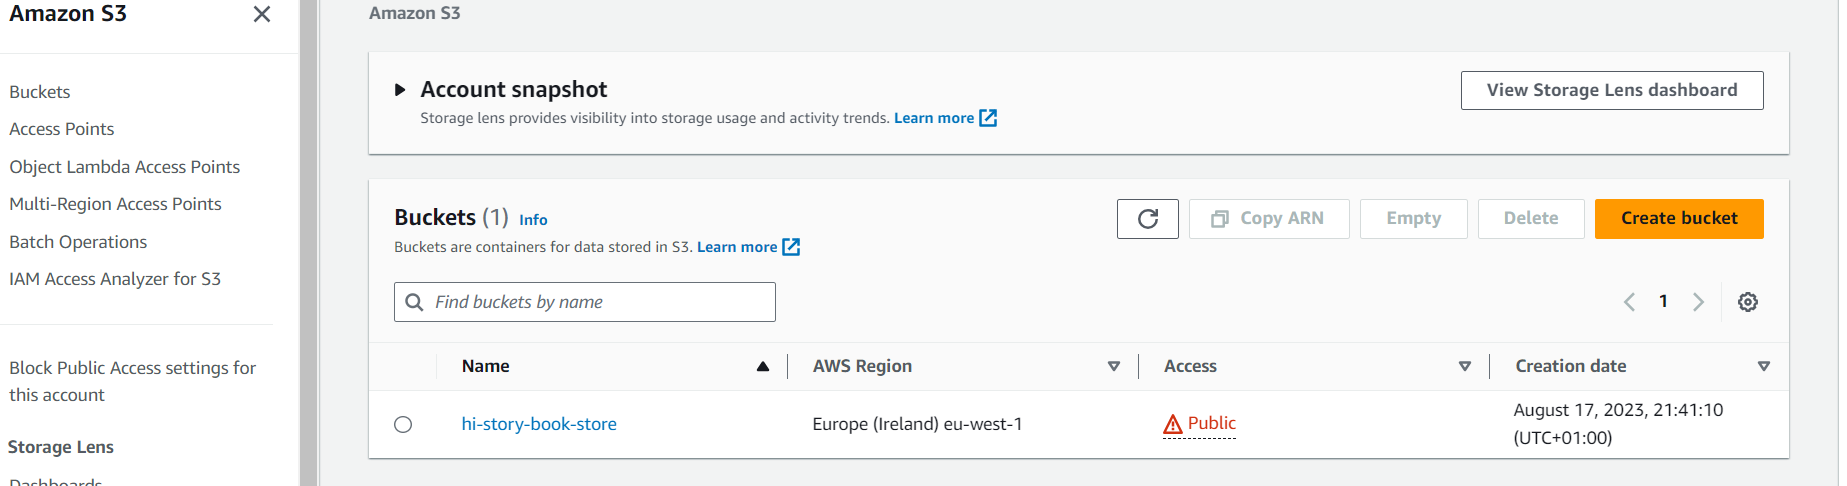 Amazon S3
Buckets
Access Points
Object Lambda Access Points
Multi-Region Access Points
Batch Operations
IAM Access Analyzer for S3
Block Public Access settings for
this account
Storage Lens
Dashboards
Amazon S3
Account snapshot
View Storage Lens dashboard
Storage lens provides visibility into storage usage and activity trends. Learn more
Buckets (1) Info
Copy ARN
Empty
Delete
Create bucket
Buckets are containers for data stored in S3. Learn more
Find buckets by name
1
Name
AWS Region
Access
Creation date
hi-story-book-store
Europe (Ireland) eu-west-1
Public
August 17, 2023, 21:41:10
(UTC+01:00)